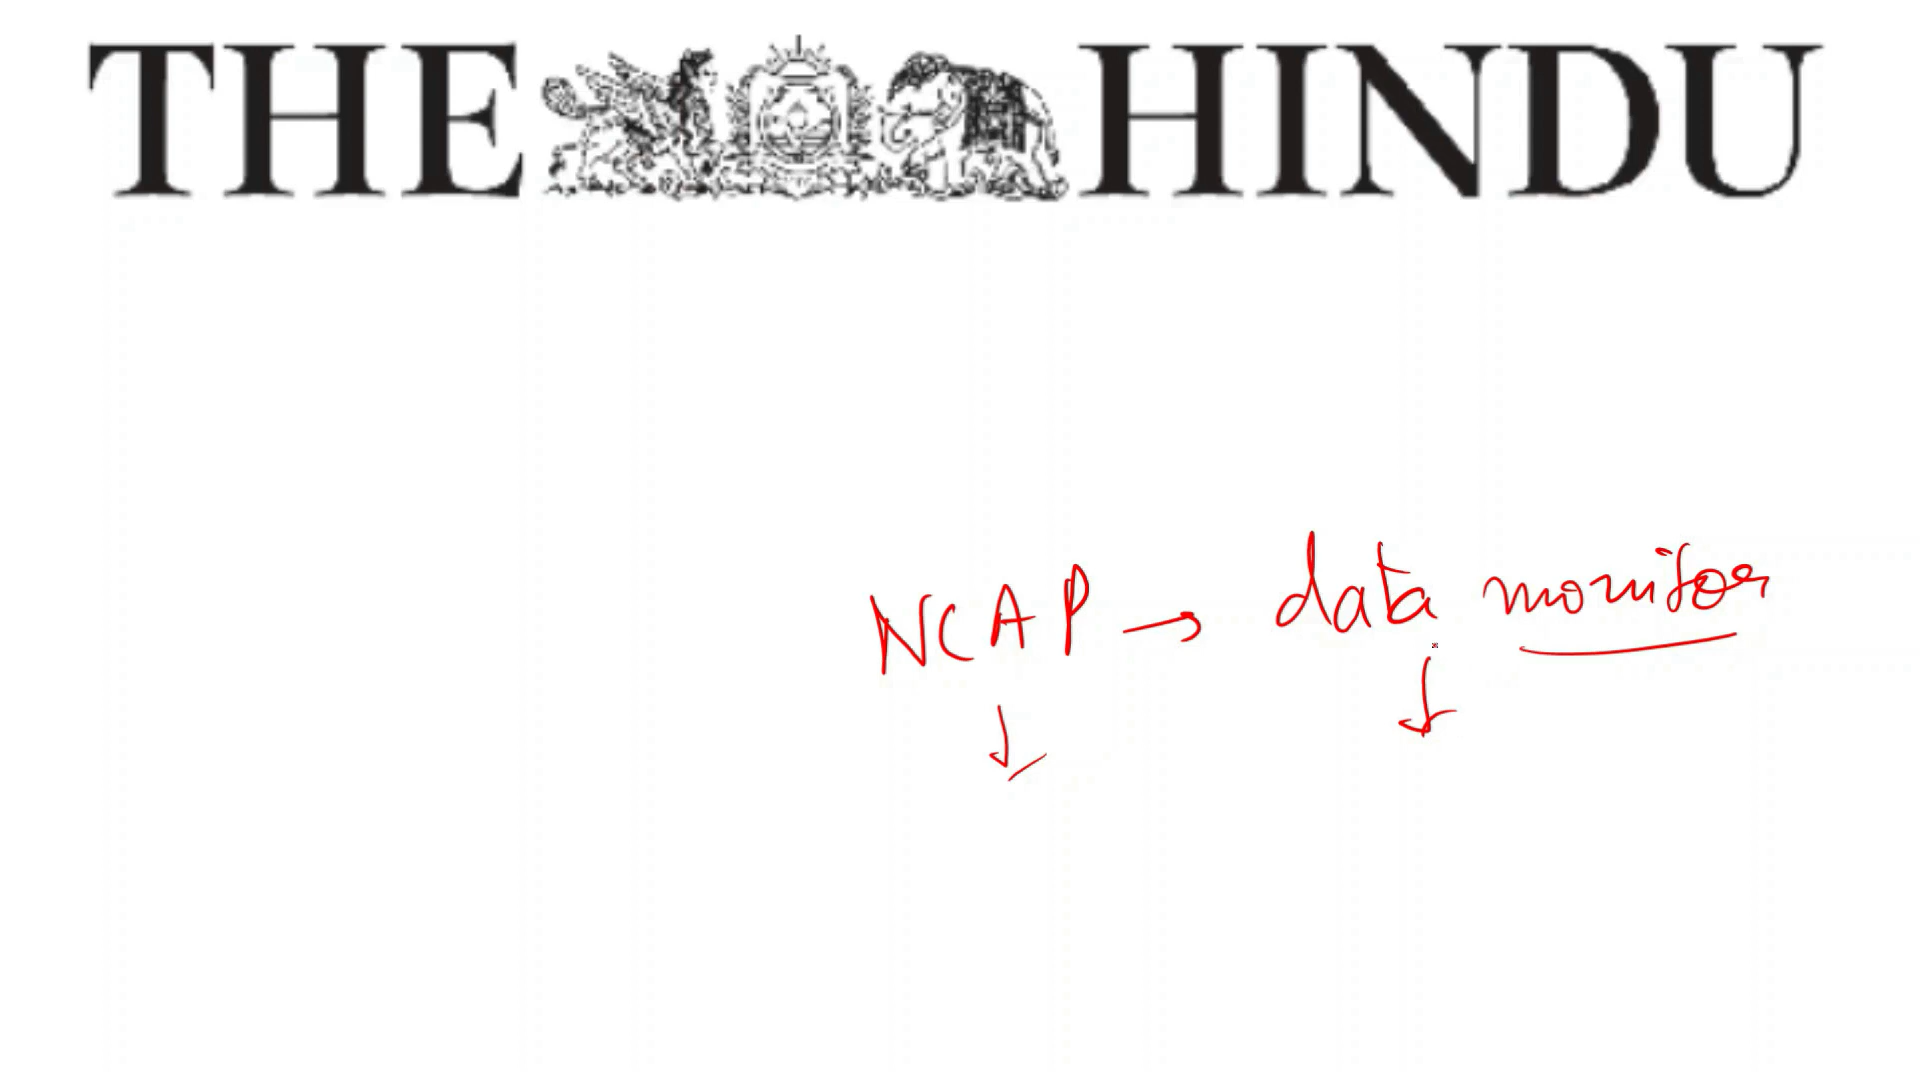 THE HINDU
NCAP → data monitor